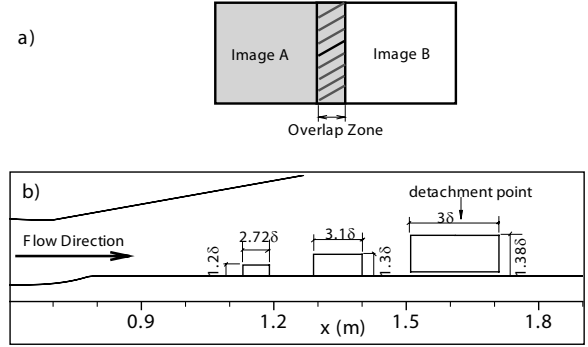 a)
Image A
Image B
Overlap Zone
b)
detachment point
3δ
Flow Direction
2.72δ
3.1δ
1.2δ
1.3δ
1.38δ
0.9
1.2
1.5
1.8
x (m)